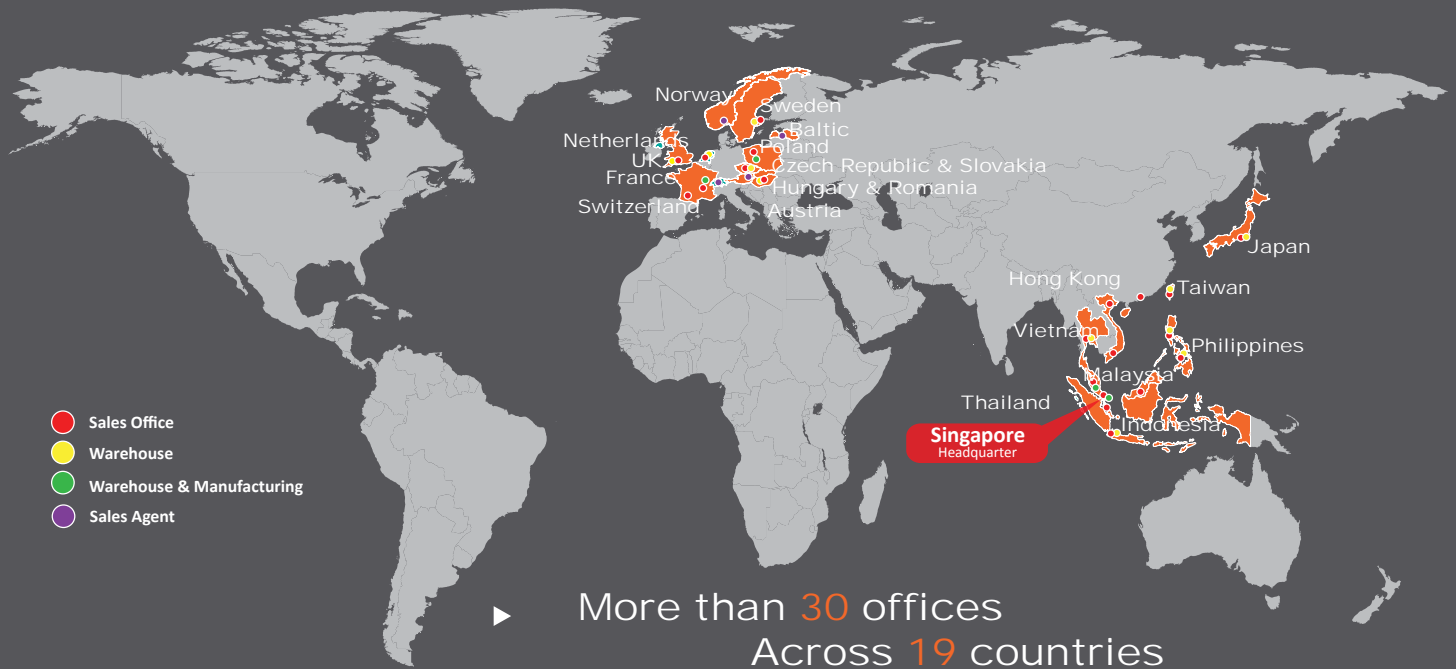 Norway
Sweden
Baltic
Netherlands
Poland
UK
Czech Republic & Slovakia
France
Hungary & Romania
Switzerland
Austria
Japan
Hong Kong
Taiwan
Vietnam
Philippines
Malaysia
Thailand
Indonesia
Singapore
Headquarter
Sales Office
Warehouse
Warehouse & Manufacturing
Sales Agent
More than 30 offices
Across 19 countries